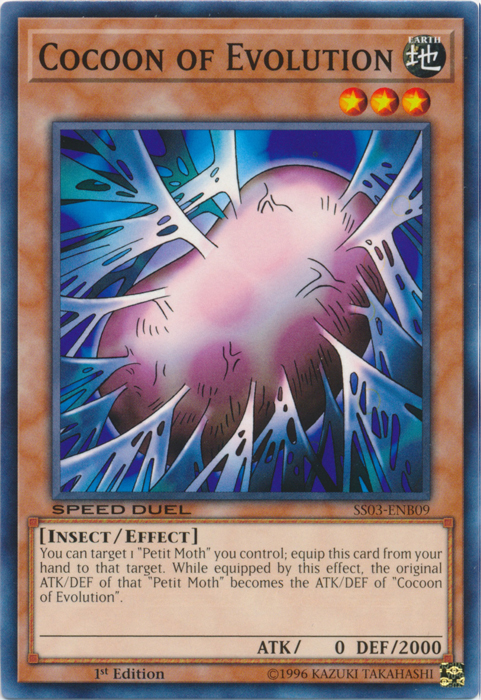 COCOON OF EVOLUTION
EARTH
地
SPEED DUEL
SS03-ENB09
[INSECT/EFFECT]
You can target 1 "Petit Moth" you control; equip this card from your
hand to that target. While equipped by this effect, the original
ATK/DEF of that "Petit Moth" becomes the ATK/DEF of "Cocoon
of Evolution".
ATK/ 0 DEF/2000
1st Edition
©1996 KAZUKI TAKAHASHI